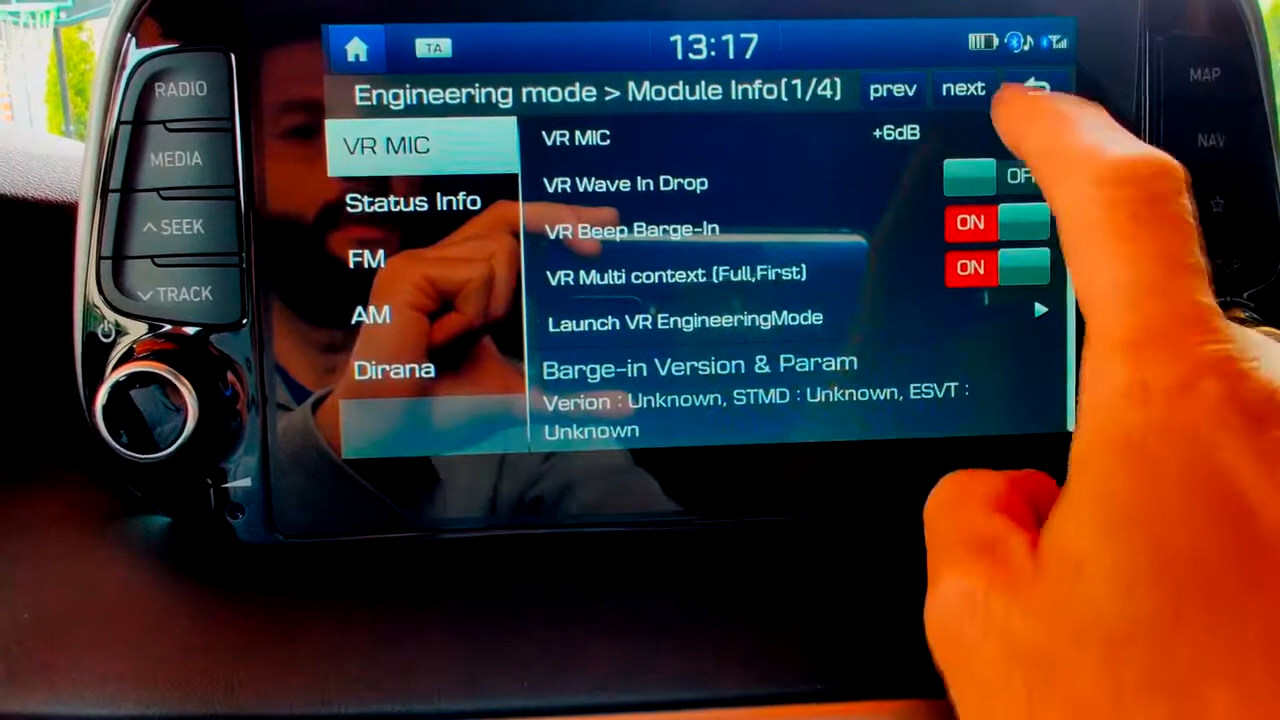 RADIO
MEDIA
SEEK
TRACK
TA
13:17
Engineering mode > Module Info(1/4)
prev
next
VR MIC
Status Info
FM
AM
Dirana
VR MIC
+6dB
VR Wave In Drop
VR Beep Barge-In
ON
VR Multi context (Full,First)
ON
Launch VR EngineeringMode
Barge-in Version & Param
Verion : Unknown, STMD : Unknown, ESVT :
Unknown
MAP
NAV